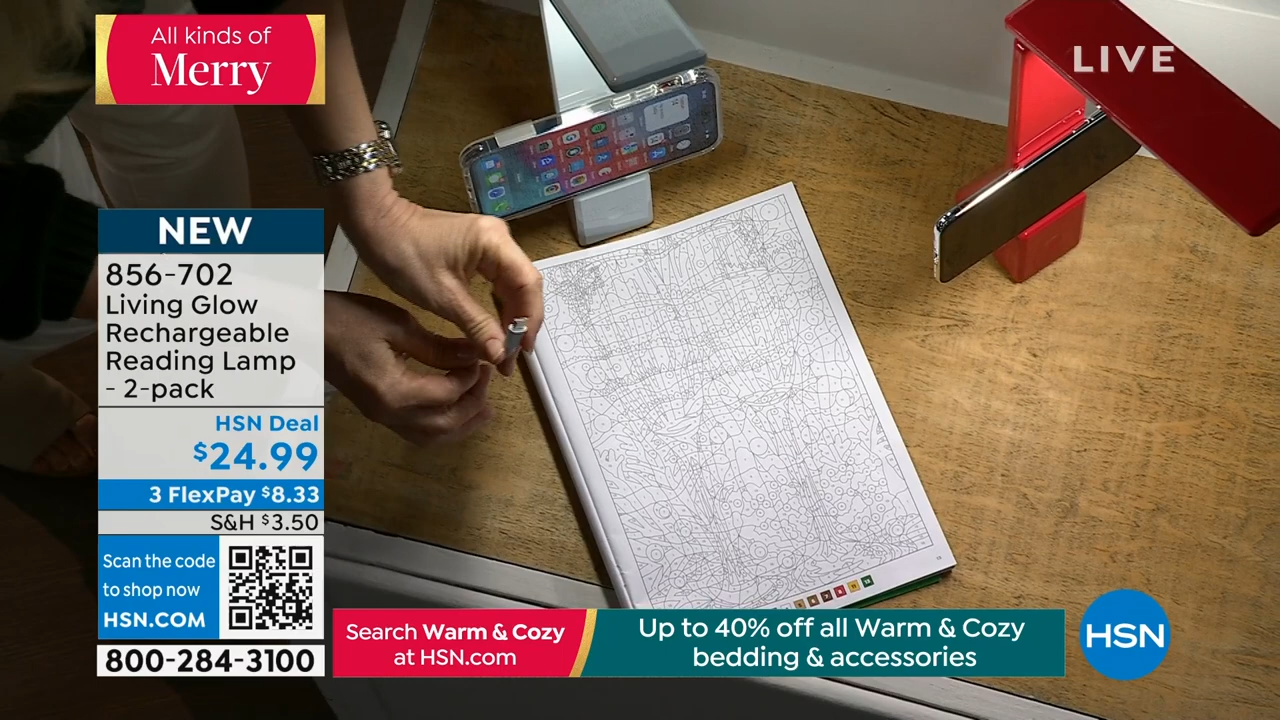 All kinds of
Merry
LIVE
NEW
856-702
Living Glow
Rechargeable
Reading Lamp
- 2-pack
HSN Deal
$24.99
3 FlexPay $8.33
S&H $3.50
Scan the code
to shop now
HSN.COM
800-284-3100
Search Warm & Cozy
at HSN.com
Up to 40% off all Warm & Cozy
bedding & accessories
HSN